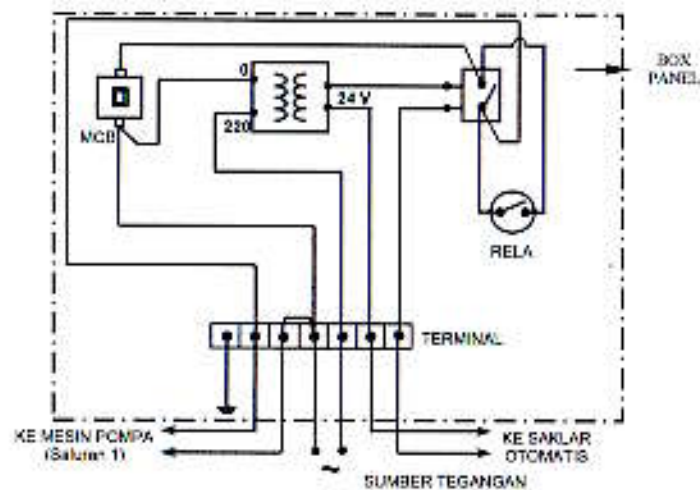 BOX
PANEL
0
24 V
220
MCB
RELA
TERMINAL
KE MESIN POMPA
(Saluran 1)
KE SAKLAR
OTOMATIS
~
SUMBER TEGANGAN